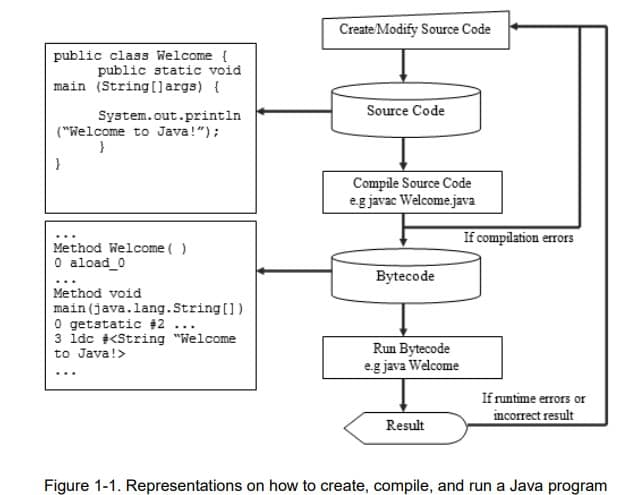 Create/Modify Source Code
public class Welcome {
public static void
main (String[]args) {
System.out.println
("Welcome to Java!");
}
}
Source Code
Compile Source Code
e.g javac Welcome.java
If compilation errors
...
Method Welcome( )
0 aload_0
...
Method void
main(java.lang.String[])
0 getstatic #2 ...
3 ldc #<String "Welcome
to Java!>
...
Bytecode
Run Bytecode
e.g java Welcome
If runtime errors or
incorrect result
Result
Figure 1-1. Representations on how to create, compile, and run a Java program